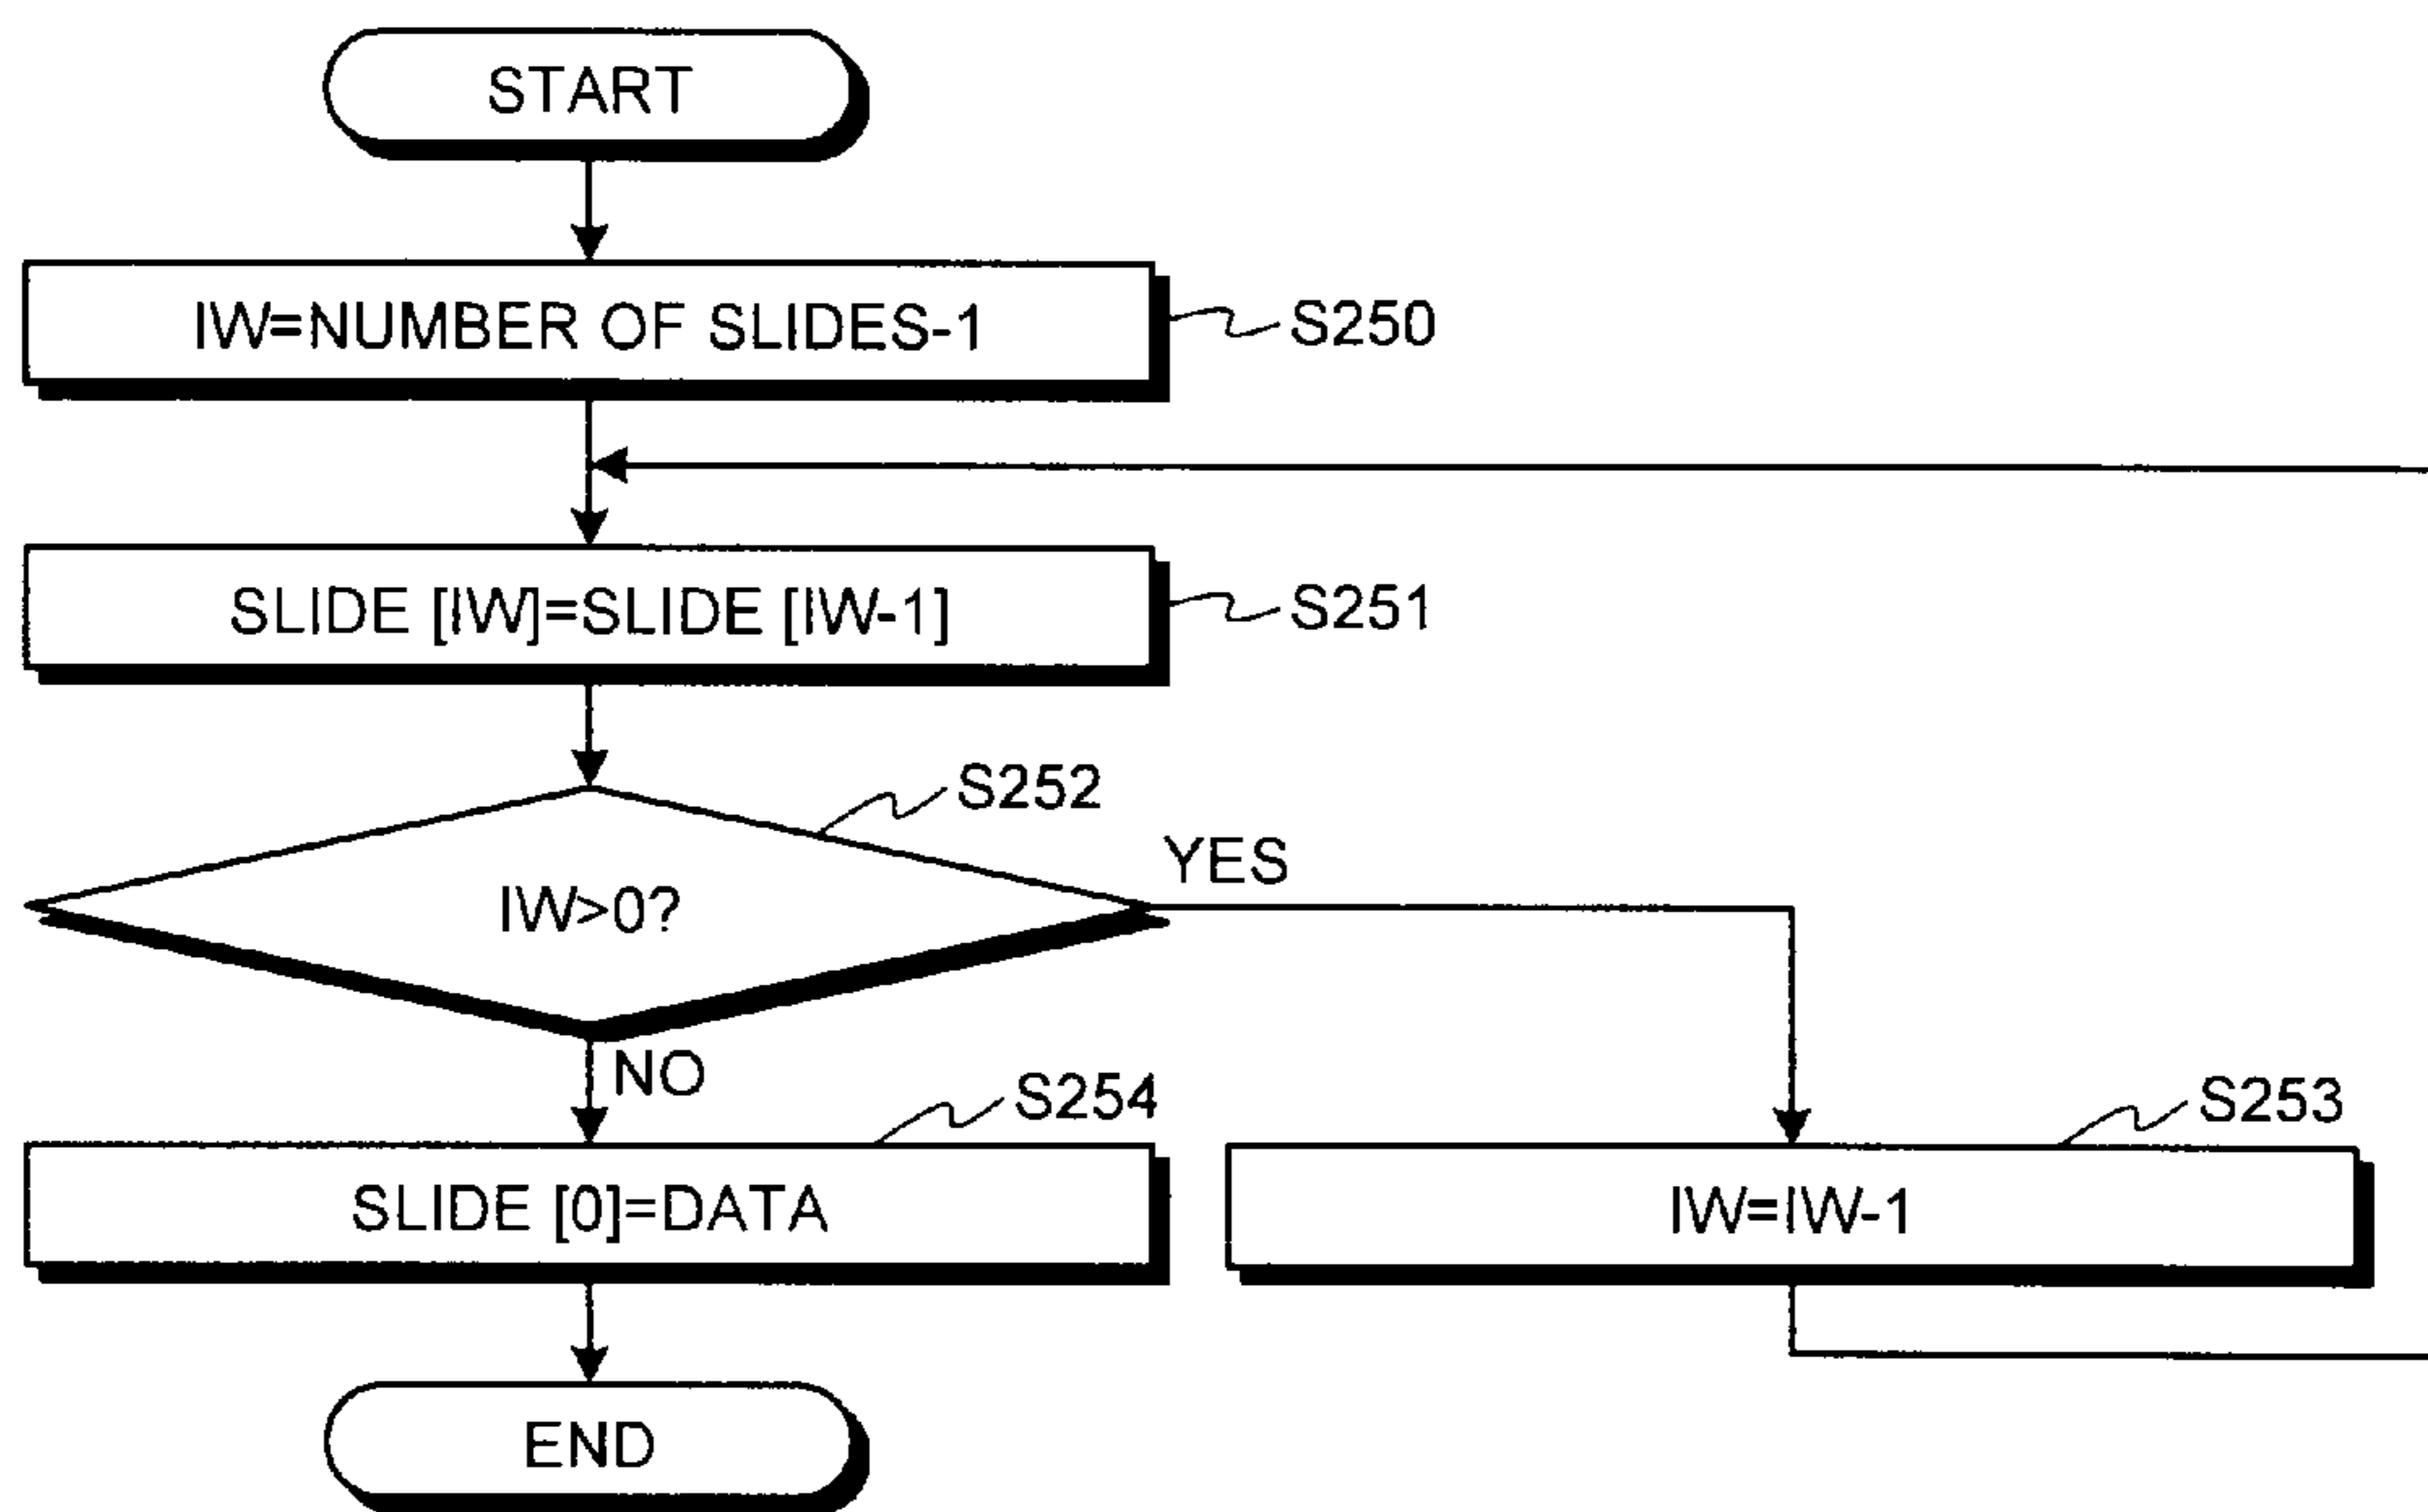 START
IW=NUMBER OF SLIDES-1
S250
SLIDE [IW]=SLIDE [IW-1]
S251
S252
IW>0?
YES
NO
S254
SLIDE [0]=DATA
S253
IW=IW-1
END